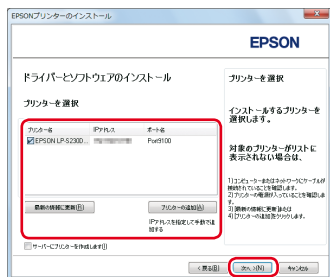 EPSONプリンターのインストール
EPSON
ドライバーとソフトウェアのインストール
プリンターを選択
プリンタ名 IPアドレス ポート名
EPSON LP-S230D... Port9100
最新の情報に更新(R)
プリンターの追加(A)
IPアドレスを指定して手動で追
加する
サーバーにプリンターを作成します(I)
プリンターを選択
インストールするプリンターを
選択します。
対象のプリンターがリストに
表示されない場合は、
1)コンピューターまたはネットワークにケーブルが
接続されていることを確認します。
2)プリンターの電源が入っていることを確認しま
す。
3)[最新の情報に更新]または
4)[プリンターの追加]をクリックします。
< 戻る(B)
次へ >(N)
キャンセル